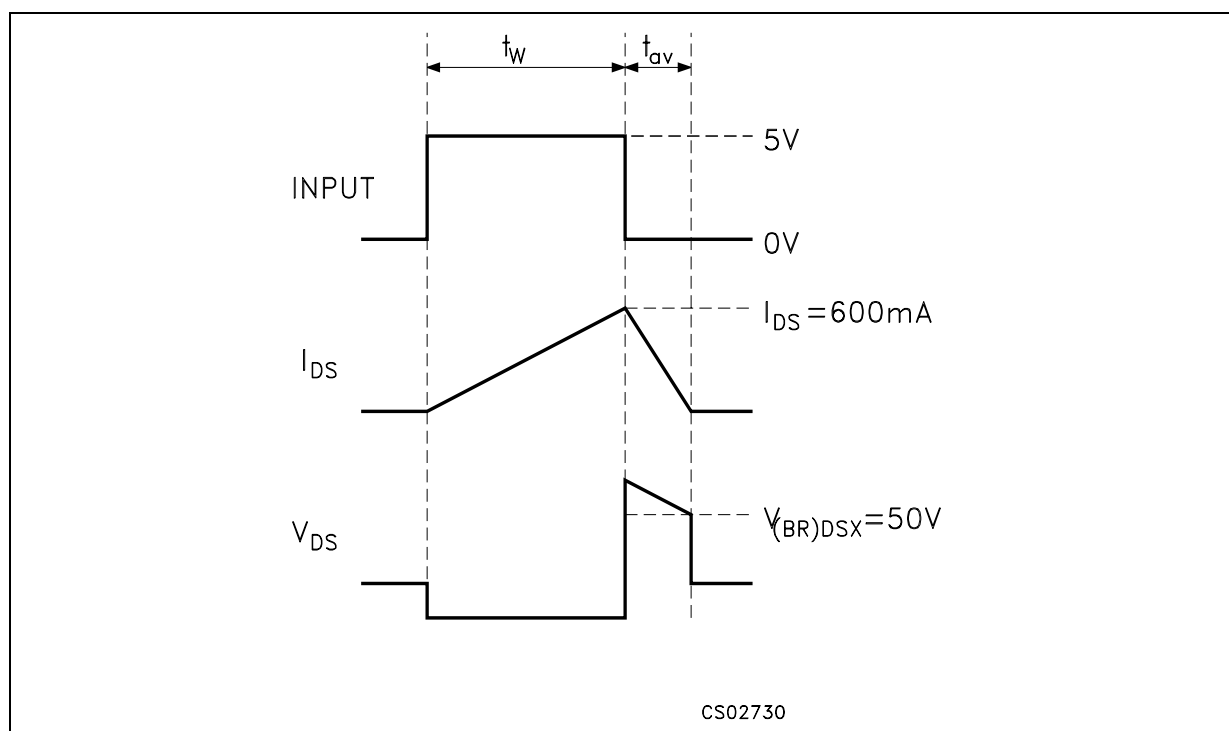 tW tav
5V
INPUT
0V
IDS =600mA
IDS
V(BR)DSX=50V
VDS
CS02730